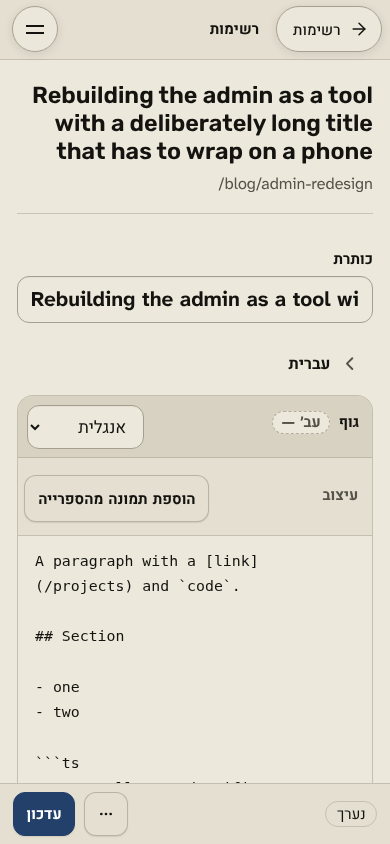 רשימות
רשימות
Rebuilding the admin as a tool
with a deliberately long title
that has to wrap on a phone
/blog/admin-redesign
כותרת
Rebuilding the admin as a tool wi
עברית
גוף
עב׳ —
אנגלית
עיצוב
הוספת תמונה מהספרייה
A paragraph with a [link]
(/projects) and `code`.
## Section
- one
- two
```ts
נערך
···
עדכון